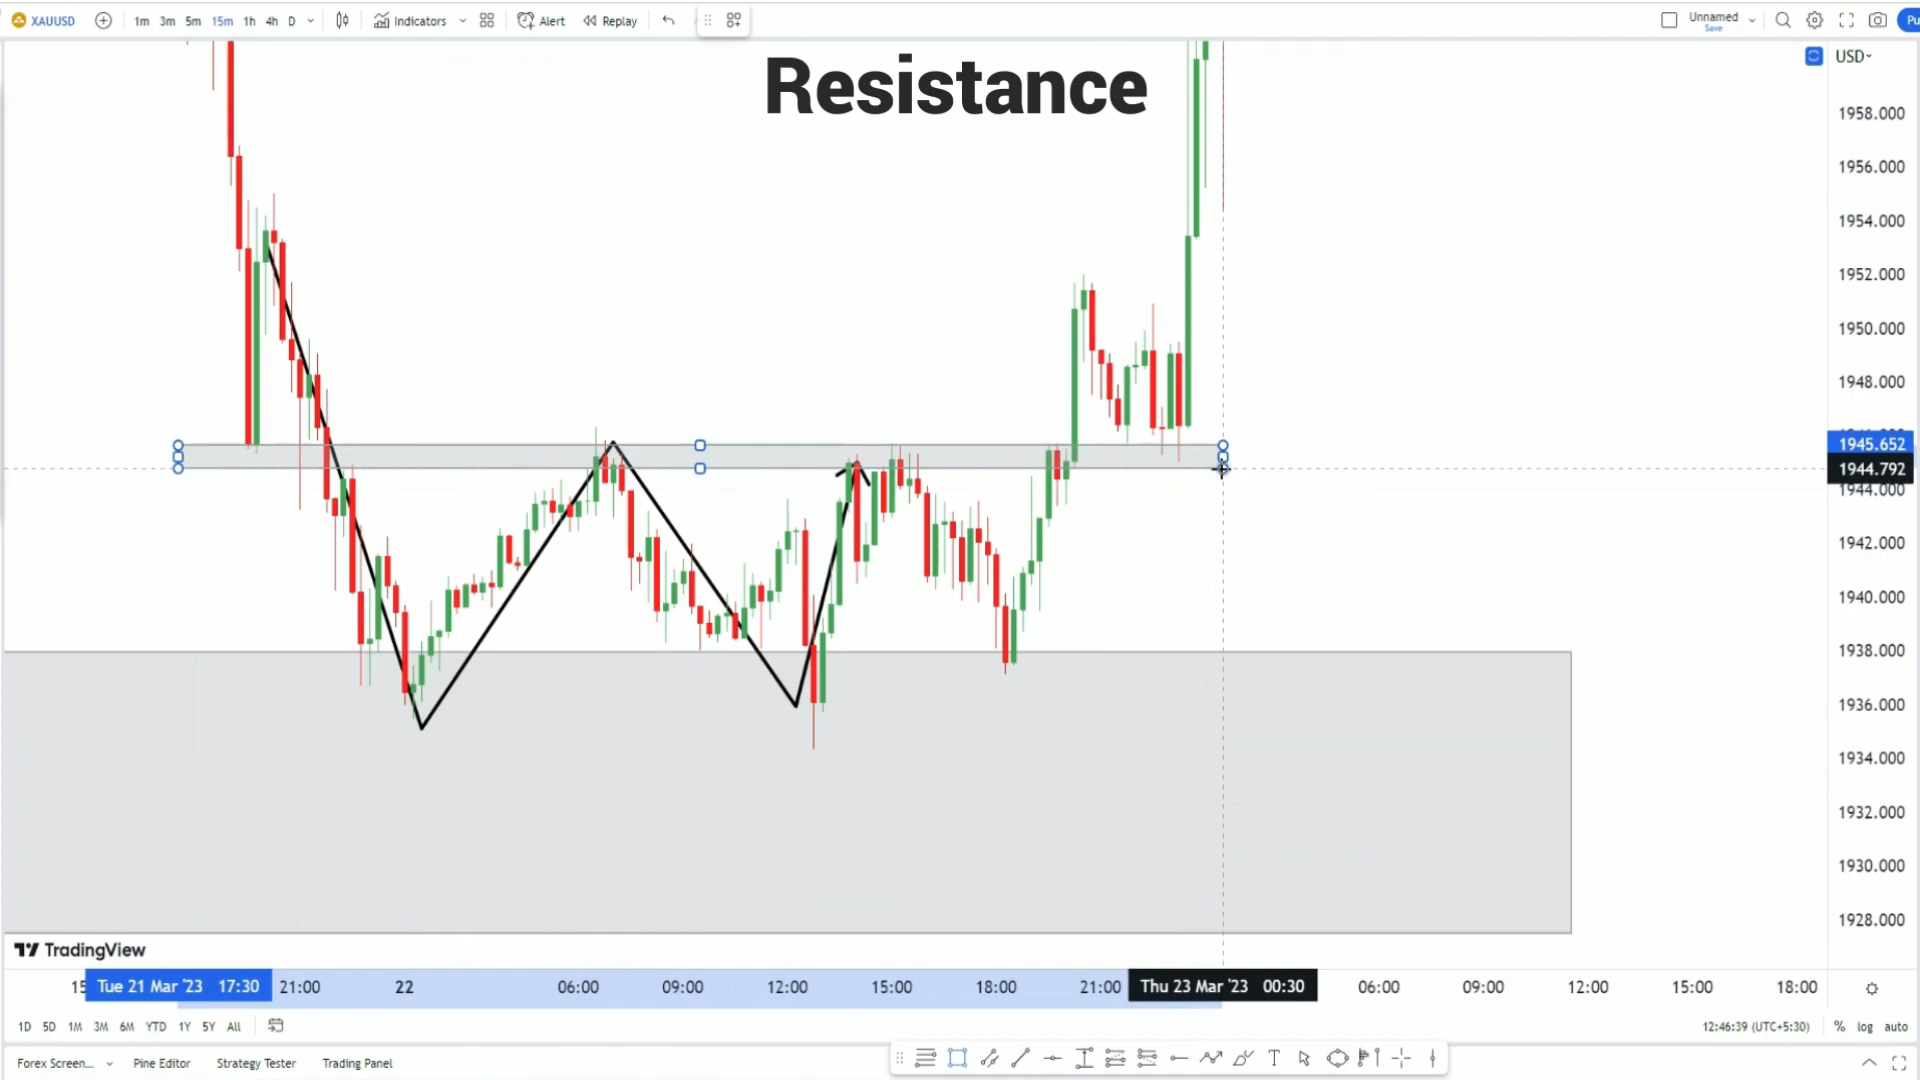 XAUUSD 1m 3m 5m 15m 1h 4h D Indicators Alert Replay Unnamed Save Pu
Resistance
USD
1958.000
1956.000
1954.000
1952.000
1950.000
1948.000
1945.652
1944.792
1944.000
1942.000
1940.000
1938.000
1936.000
1934.000
1932.000
1930.000
1928.000
TradingView
15 Tue 21 Mar '23 17:30 21:00 22 06:00 09:00 12:00 15:00 18:00 21:00 Thu 23 Mar '23 00:30 06:00 09:00 12:00 15:00 18:00
1D 5D 1M 3M 6M YTD 1Y 5Y All 12:46:39 (UTC+5:30) % log auto
Forex Screen... Pine Editor Strategy Tester Trading Panel